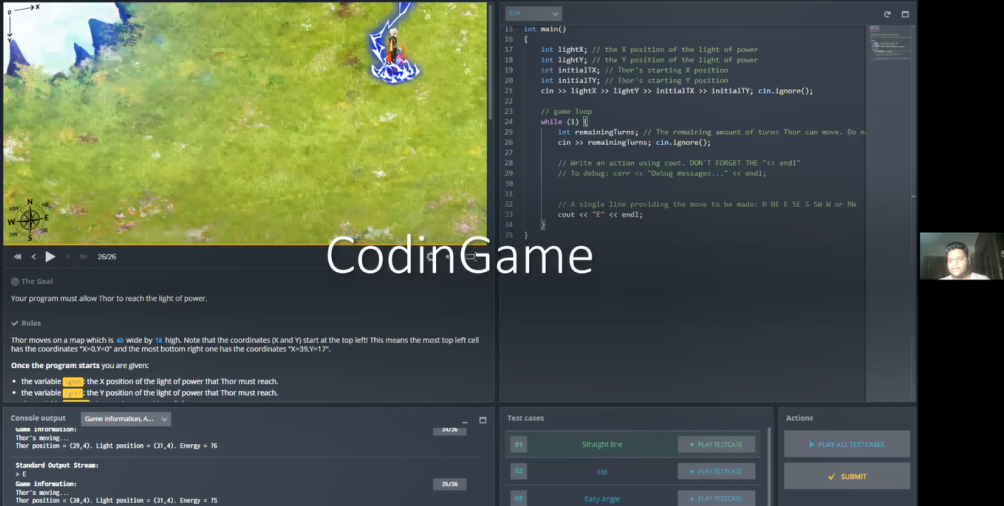 X
Y
N
NW
NE
W
E
SW
SE
S
26/26
CodinGame
The Goal
Your program must allow Thor to reach the light of power.
Rules
Thor moves on a map which is 40 wide by 18 high. Note that the coordinates (X and Y) start at the top left! This means the most top left cell
has the coordinates "X=0,Y=0" and the most bottom right one has the coordinates "X=39,Y=17".
Once the program starts you are given:
the variable : the X position of the light of power that Thor must reach.
the variable : the Y position of the light of power that Thor must reach.
Console output
Game information, A...
Game information:
24/26
Thor's moving...
Thor position = (29,4). Light position = (31,4). Energy = 76
Standard Output Stream:
> E
Game information:
25/26
Thor's moving...
Thor position = (30,4). Light position = (31,4). Energy = 75
C++
15 int main()
16 {
17 int lightX; // the X position of the light of power
18 int lightY; // the Y position of the light of power
19 int initialTX; // Thor's starting X position
20 int initialTY; // Thor's starting Y position
21 cin >> lightX >> lightY >> initialTX >> initialTY; cin.ignore();
22
23 // game loop
24 while (1) {
25 int remainingTurns; // The remaining amount of turns Thor can move. Do n
26 cin >> remainingTurns; cin.ignore();
27
28 // Write an action using cout. DON'T FORGET THE "<< endl"
29 // To debug: cerr << "Debug messages..." << endl;
30
31
32 // A single line providing the move to be made: N NE E SE S SW W or NW
33 cout << "E" << endl;
34 }
35 }
Test cases
01 Straight line PLAY TESTCASE
02 Up PLAY TESTCASE
03 Easy angle PLAY TESTCASE
Actions
PLAY ALL TESTCASES
SUBMIT